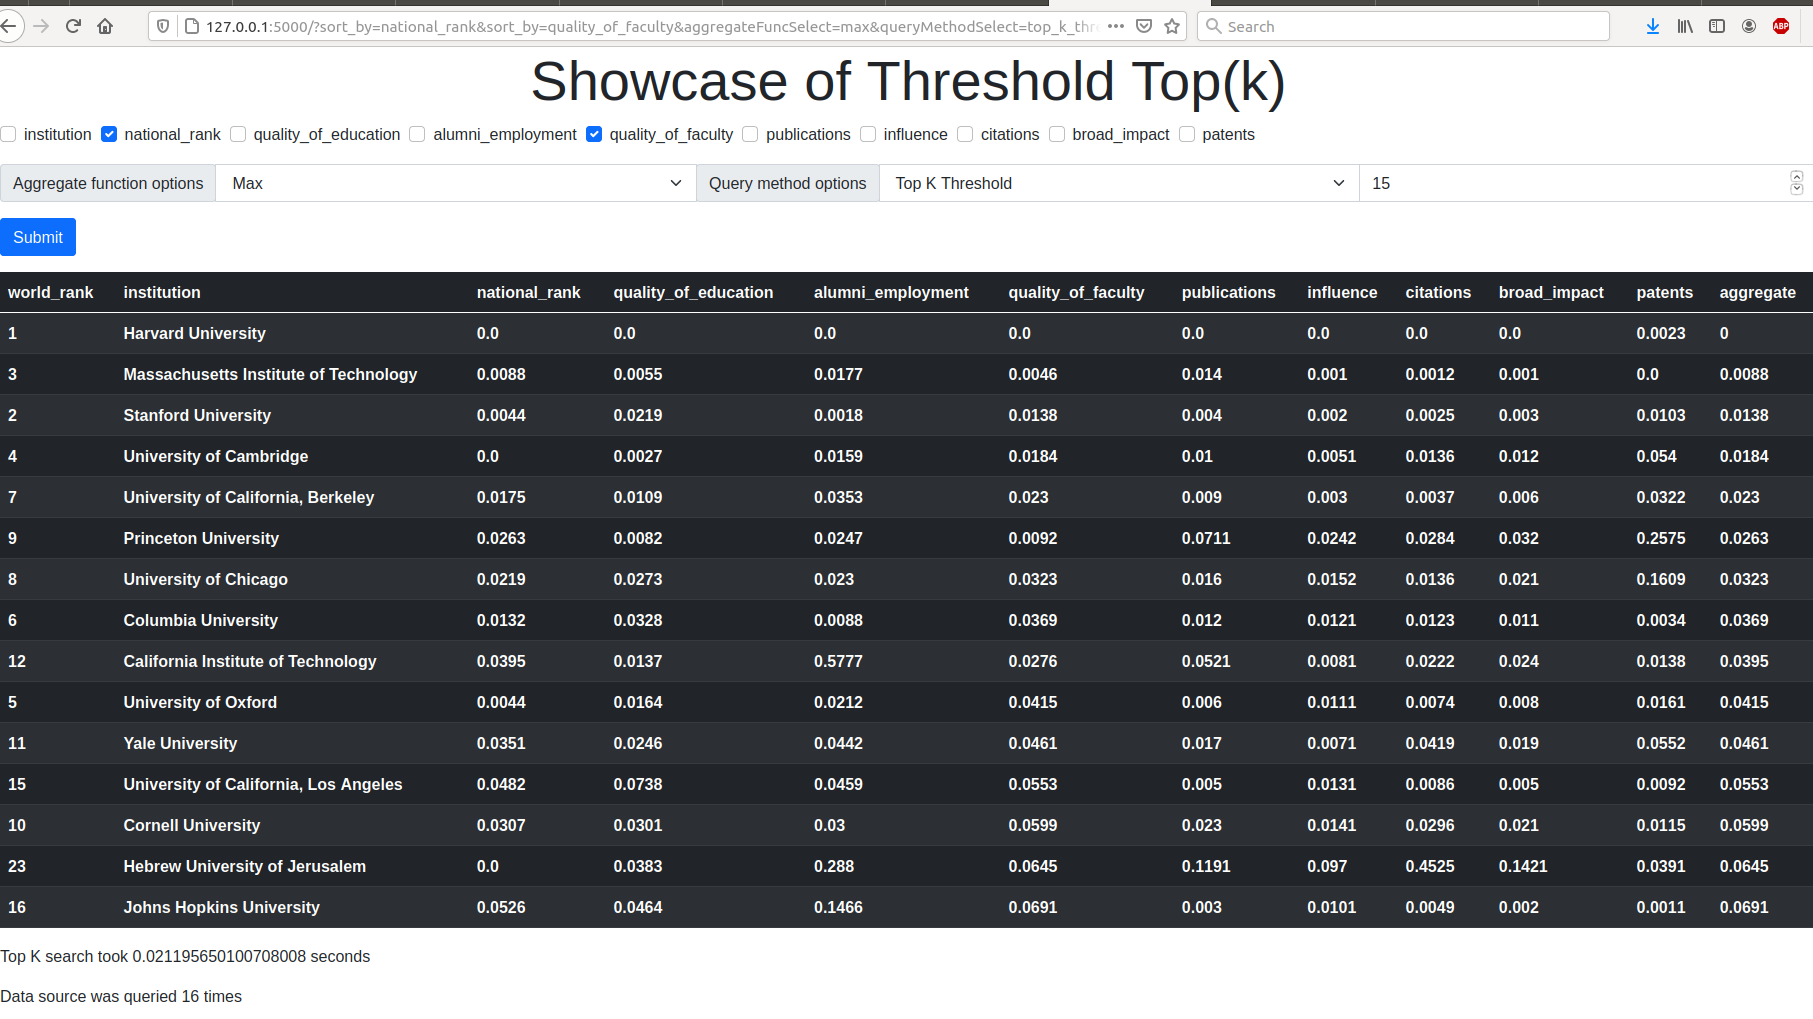 127.0.0.1:5000/?sort_by=national_rank&sort_by=quality_of_faculty&aggregateFuncSelect=max&queryMethodSelect=top_k_thr Search ABP
Showcase of Threshold Top(k)
institution national_rank quality_of_education alumni_employment quality_of_faculty publications influence citations broad_impact patents
Aggregate function options Max Query method options Top K Threshold 15
Submit
world_rank institution national_rank quality_of_education alumni_employment quality_of_faculty publications influence citations broad_impact patents aggregate
1 Harvard University 0.0 0.0 0.0 0.0 0.0 0.0 0.0 0.0 0.0023 0
3 Massachusetts Institute of Technology 0.0088 0.0055 0.0177 0.0046 0.014 0.001 0.0012 0.001 0.0 0.0088
2 Stanford University 0.0044 0.0219 0.0018 0.0138 0.004 0.002 0.0025 0.003 0.0103 0.0138
4 University of Cambridge 0.0 0.0027 0.0159 0.0184 0.01 0.0051 0.0136 0.012 0.054 0.0184
7 University of California, Berkeley 0.0175 0.0109 0.0353 0.023 0.009 0.003 0.0037 0.006 0.0322 0.023
9 Princeton University 0.0263 0.0082 0.0247 0.0092 0.0711 0.0242 0.0284 0.032 0.2575 0.0263
8 University of Chicago 0.0219 0.0273 0.023 0.0323 0.016 0.0152 0.0136 0.021 0.1609 0.0323
6 Columbia University 0.0132 0.0328 0.0088 0.0369 0.012 0.0121 0.0123 0.011 0.0034 0.0369
12 California Institute of Technology 0.0395 0.0137 0.5777 0.0276 0.0521 0.0081 0.0222 0.024 0.0138 0.0395
5 University of Oxford 0.0044 0.0164 0.0212 0.0415 0.006 0.0111 0.0074 0.008 0.0161 0.0415
11 Yale University 0.0351 0.0246 0.0442 0.0461 0.017 0.0071 0.0419 0.019 0.0552 0.0461
15 University of California, Los Angeles 0.0482 0.0738 0.0459 0.0553 0.005 0.0131 0.0086 0.005 0.0092 0.0553
10 Cornell University 0.0307 0.0301 0.03 0.0599 0.023 0.0141 0.0296 0.021 0.0115 0.0599
23 Hebrew University of Jerusalem 0.0 0.0383 0.288 0.0645 0.1191 0.097 0.4525 0.1421 0.0391 0.0645
16 Johns Hopkins University 0.0526 0.0464 0.1466 0.0691 0.003 0.0101 0.0049 0.002 0.0011 0.0691
Top K search took 0.021195650100708008 seconds
Data source was queried 16 times